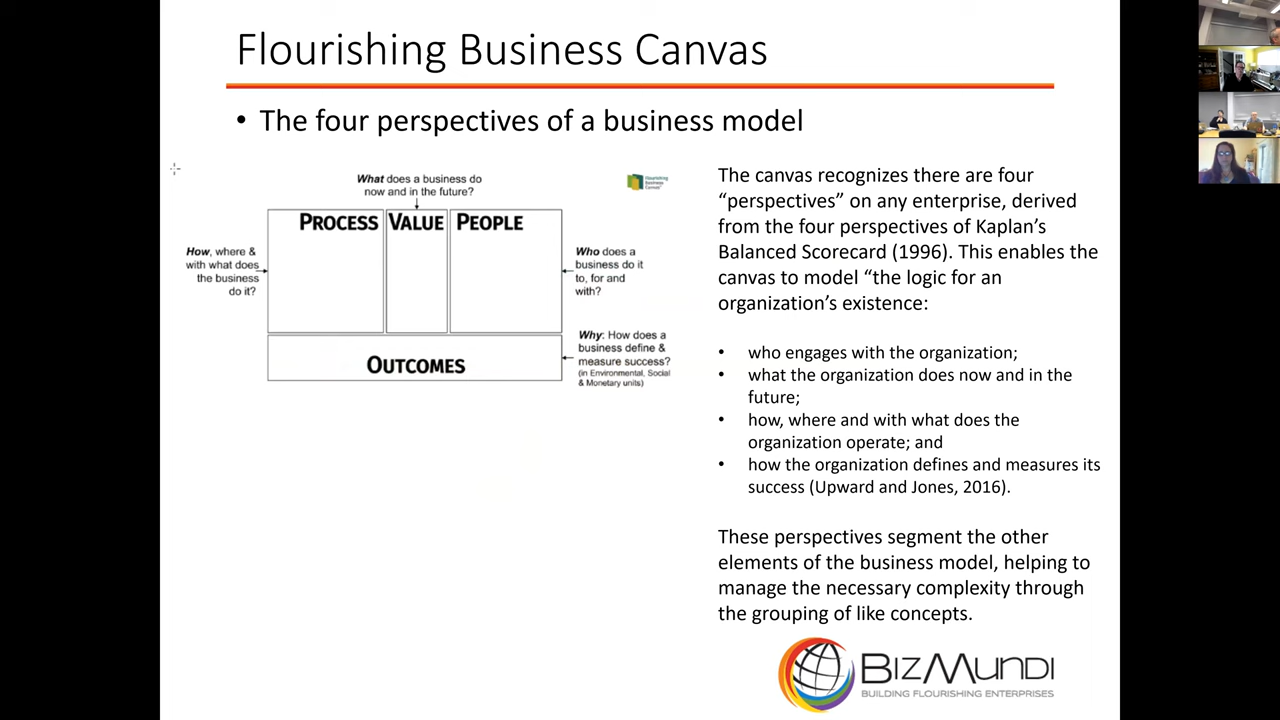 Flourishing Business Canvas
• The four perspectives of a business model
What does a business do
now and in the future?
Flourishing
Business
Canvas
PROCESS
VALUE
PEOPLE
How, where &
with what does
the business
do it?
Who does a
business do it
to, for and
with?
OUTCOMES
Why: How does a
business define &
measure success?
(in Environmental, Social
& Monetary units)
The canvas recognizes there are four
“perspectives” on any enterprise, derived
from the four perspectives of Kaplan’s
Balanced Scorecard (1996). This enables the
canvas to model “the logic for an
organization’s existence:
• who engages with the organization;
• what the organization does now and in the
future;
• how, where and with what does the
organization operate; and
• how the organization defines and measures its
success (Upward and Jones, 2016).
These perspectives segment the other
elements of the business model, helping to
manage the necessary complexity through
the grouping of like concepts.
BIZMUNDI
BUILDING FLOURISHING ENTERPRISES